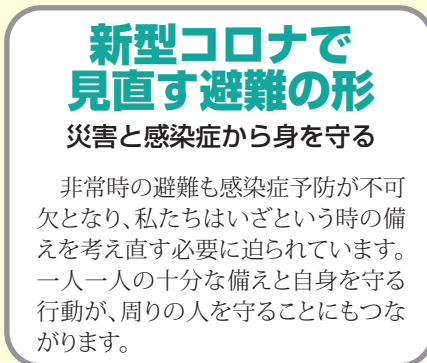 新型コロナで
見直す避難の形
災害と感染症から身を守る
　非常時の避難も感染症予防が不可
欠となり、私たちはいざという時の備
えを考え直す必要に迫られています。
一人一人の十分な備えと自身を守る
行動が、周りの人を守ることにもつな
がります。